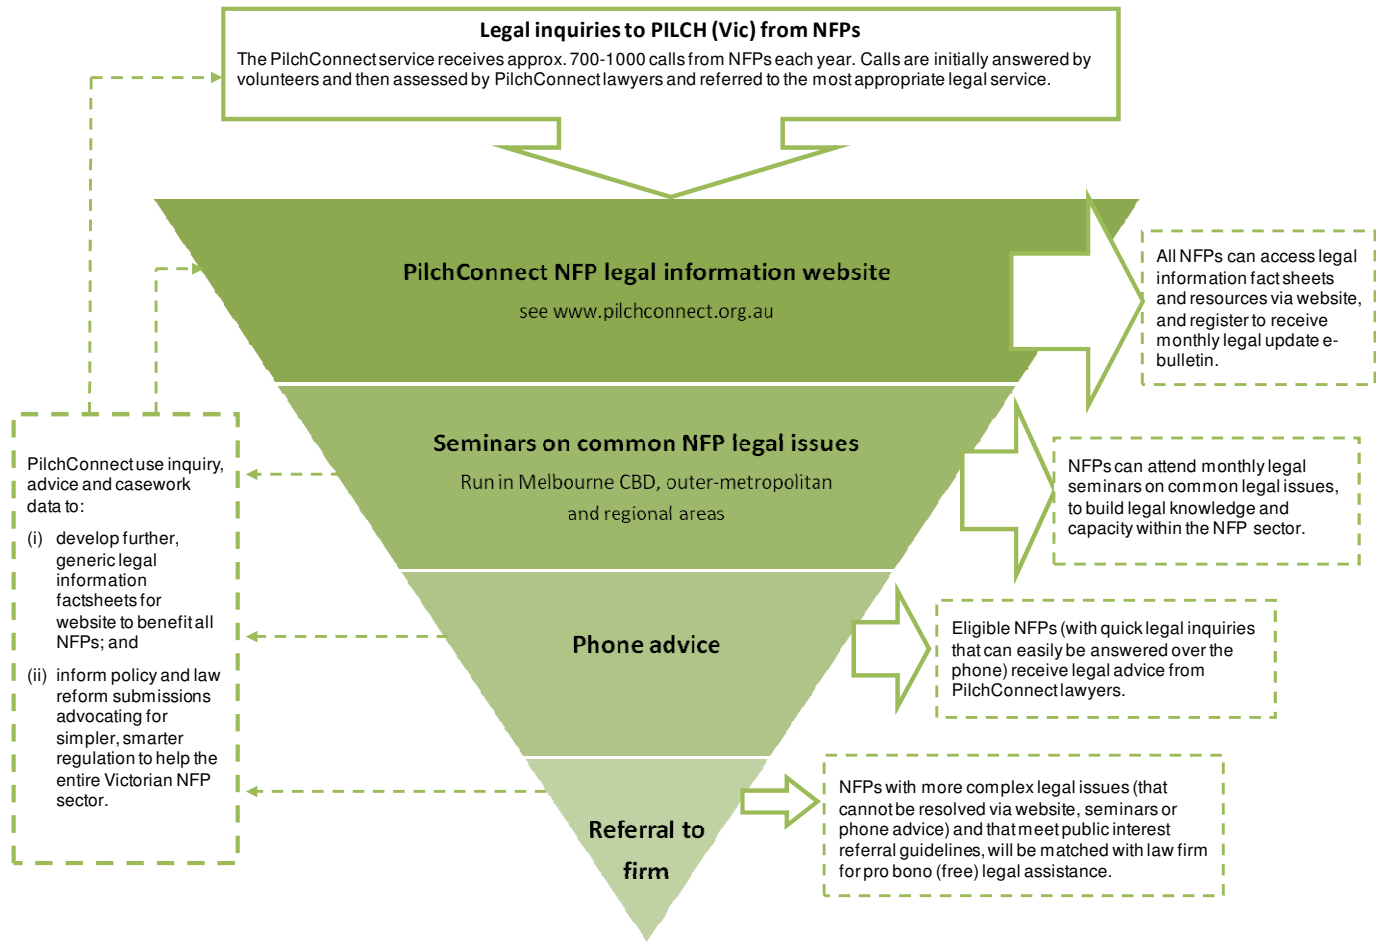 Legal inquiries to PILCH (Vic) from NFPs
The PilchConnect service receives approx. 700-1000 calls from NFPs each year. Calls are initially answered by
volunteers and then assessed by PilchConnect lawyers and referred to the most appropriate legal service.
PilchConnect NFP legal information website
see www.pilchconnect.org.au
All NFPs can access legal
information fact sheets
and resources via website,
and register to receive
monthly legal update e-
bulletin.
Seminars on common NFP legal issues
Run in Melbourne CBD, outer-metropolitan
and regional areas
NFPs can attend monthly legal
seminars on common legal issues,
to build legal knowledge and
capacity within the NFP sector.
Phone advice
Eligible NFPs (with quick legal inquiries
that can easily be answered over the
phone) receive legal advice from
PilchConnect lawyers.
Referral to
firm
NFPs with more complex legal issues (that
cannot be resolved via website, seminars or
phone advice) and that meet public interest
referral guidelines, will be matched with law firm
for pro bono (free) legal assistance.
PilchConnect use inquiry,
advice and casework
data to:
(i) develop further,
generic legal
information
factsheets for
website to benefit all
NFPs; and
(ii) inform policy and law
reform submissions
advocating for
simpler, smarter
regulation to help the
entire Victorian NFP
sector.